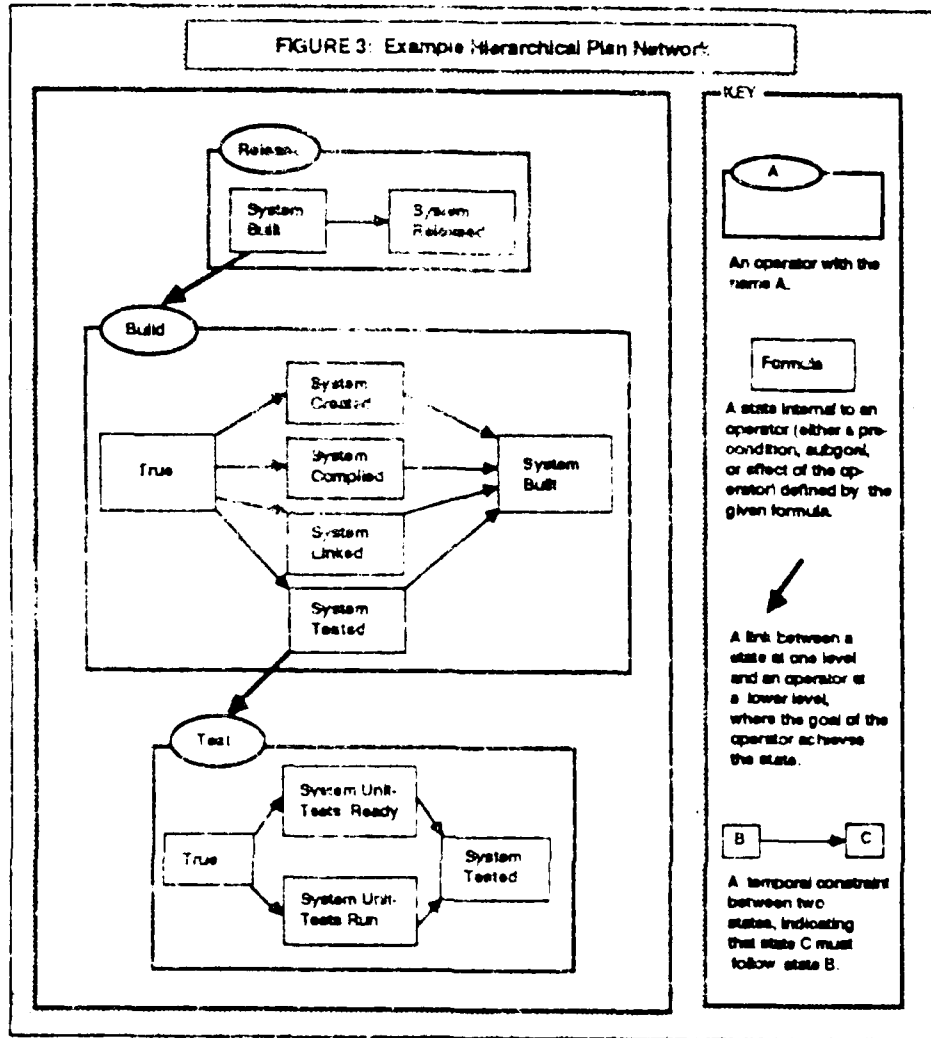 FIGURE 3: Example Hierarchical Plan Network
Release
System
Built
System
Released
Build
True
System
Created
System
Compiled
System
Linked
System
Tested
System
Built
Test
True
System Unit-
Tests Ready
System Unit-
Tests Run
System
Tested
KEY
A
An operator with the
name A.
Formula
A state internal to an
operator (either a pre-
condition, subgoal,
or effect of the op-
erator) defined by the
given formula.
A link between a
state at one level
and an operator at
a lower level,
where the goal of the
operator achieves
the state.
B
C
A temporal constraint
between two
states, indicating
that state C must
follow state B.